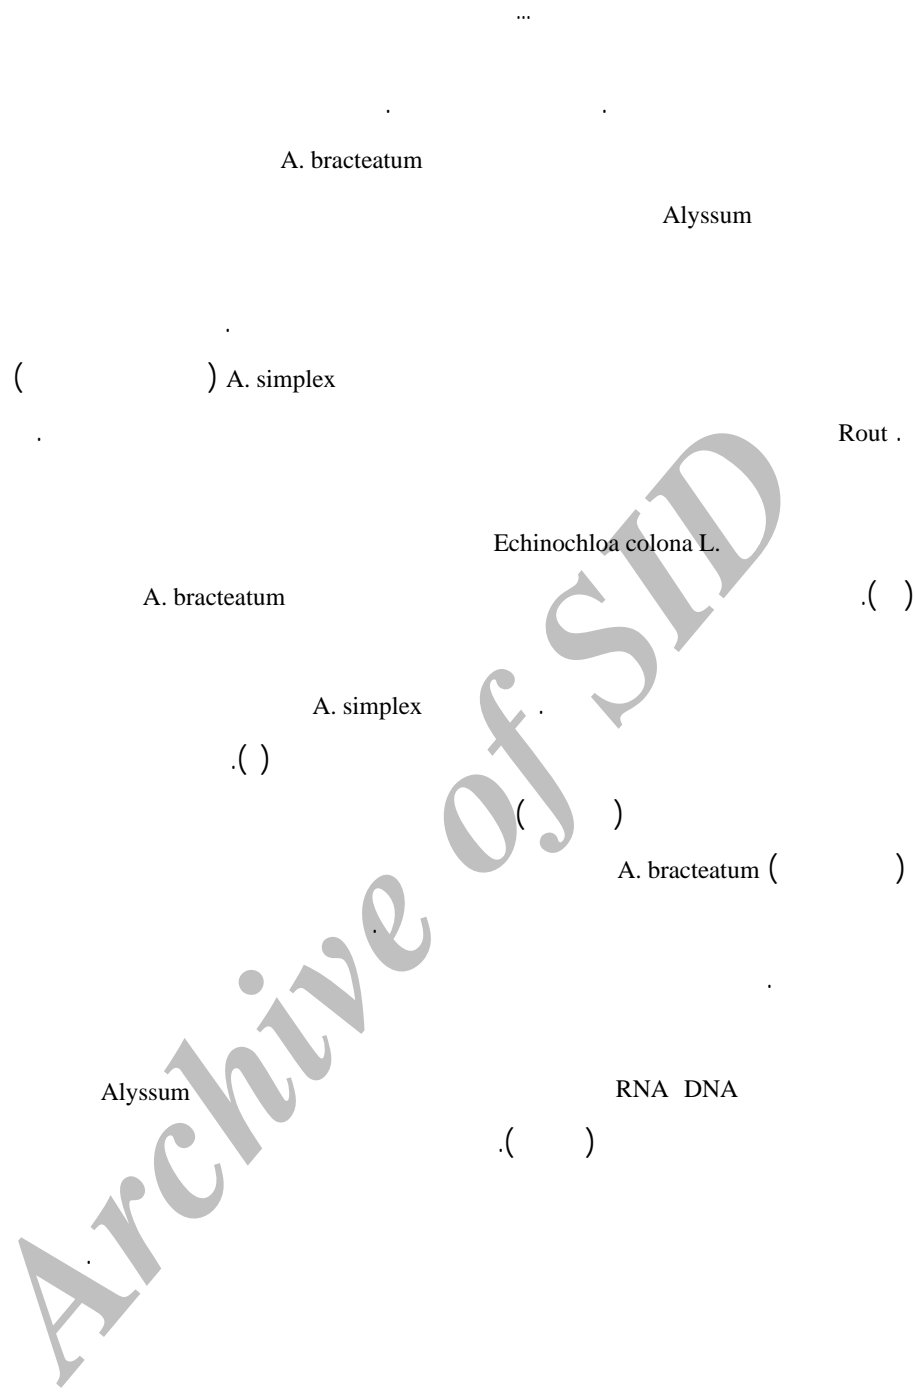 ...
. .
A. bracteatum
Alyssum
.
( ) A. simplex
. Rout .
Echinochloa colona L.
A. bracteatum .( )
A. simplex .
.( )
( )
A. bracteatum ( )
.
.
Alyssum RNA DNA
.( )
.
Archive of SID